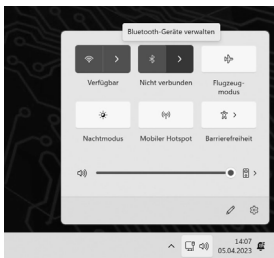 Bluetooth-Geräte verwalten
Verfügbar
Nicht verbunden
Flugzeug-
modus
Nachtmodus
Mobiler Hotspot
Barrierefreiheit
14:07
05.04.2023